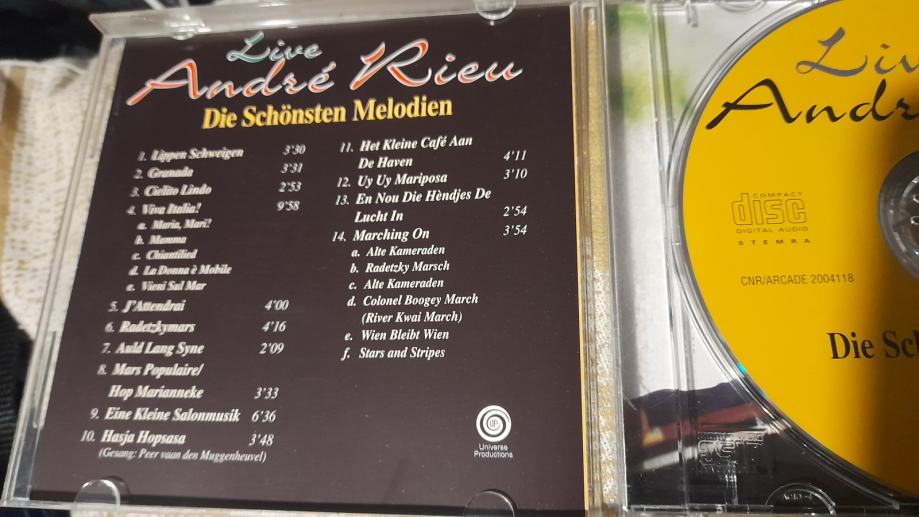 Live
André Rieu
Die Schönsten Melodien
1. Lippen Schweigen 3'30
2. Granada 3'31
3. Cielito Lindo 2'53
4. Viva Italia! 9'58
a. Maria, Mari?
b. Mamma
c. Chiantilied
d. La Donna è Mobile
e. Vieni Sul Mar
5. J'Attendrai 4'00
6. Radetzkymars 4'16
7. Auld Lang Syne 2'09
8. Mars Populaire/
Hop Marianneke 3'33
9. Eine Kleine Salonmusik 6'36
10. Hasja Hopsasa 3'48
(Gesang: Peer vaan den Muggenheuvel)
11. Het Kleine Café Aan
De Haven 4'11
12. Uy Uy Mariposa 3'10
13. En Nou Die Hèndjes De
Lucht In 2'54
14. Marching On 3'54
a. Alte Kameraden
b. Radetzky Marsch
c. Alte Kameraden
d. Colonel Boogey March
(River Kwai March)
e. Wien Bleibt Wien
f. Stars and Stripes
UP
Universe
Productions
Liv
Andr
COMPACT
disc
DIGITAL AUDIO
STEMRA
CNR/ARCADE 2004118
Die Sc